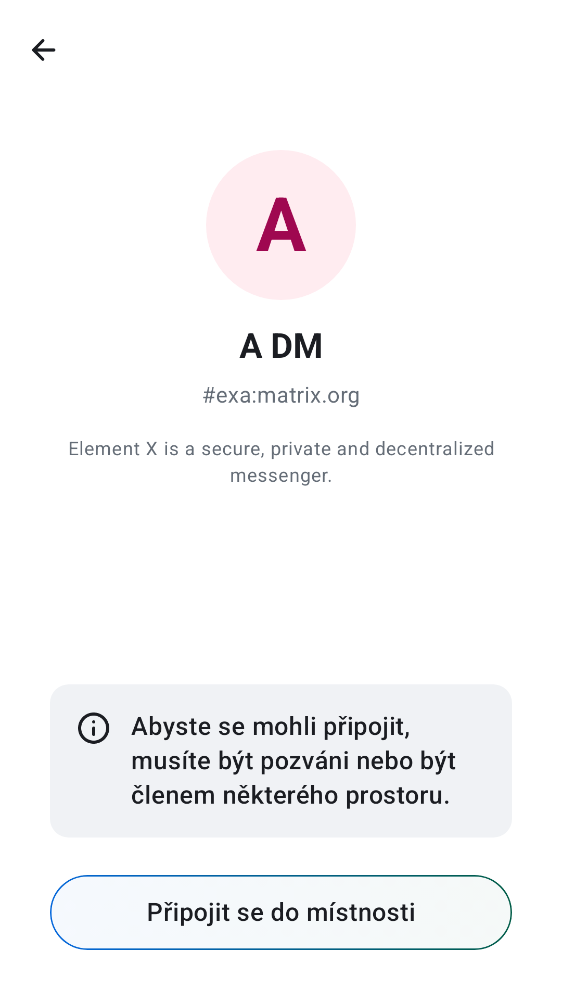 A
A DM
#exa:matrix.org
Element X is a secure, private and decentralized
messenger.
Abyste se mohli připojit,
musíte být pozváni nebo být
členem některého prostoru.
Připojit se do místnosti